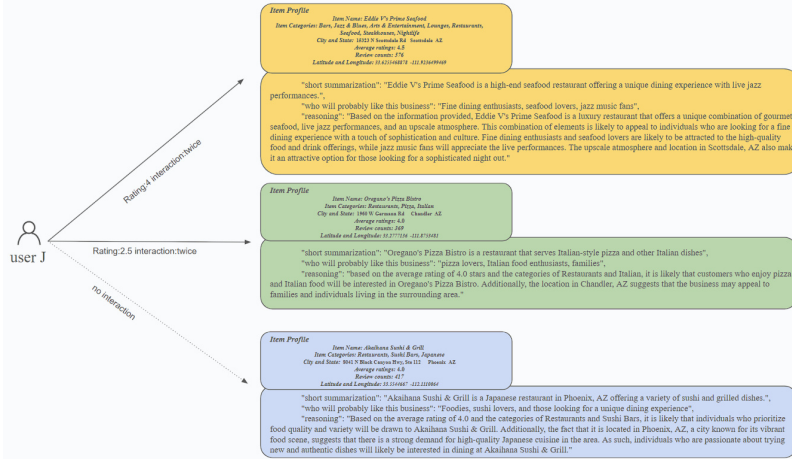 Item Profile
Item Name: Eddie V's Prime Seafood
Item Categories: Bars, Jazz & Blues, Arts & Entertainment, Lounges, Restaurants,
Seafood, Steakhouses, Nightlife
City and State: 15323 N Scottsdale Rd Scottsdale AZ
Average ratings: 4.5
Review counts: 576
Latitude and Longitude:
"short summarization": "Eddie V's Prime Seafood is a high-end seafood restaurant offering a unique dining experience with live jazz
performances.",
"who will probably like this business": "Fine dining enthusiasts, seafood lovers, jazz music fans"
"reasoning": "Based on the information provided, Eddie V's Prime Seafood is a luxury restaurant that offers a unique combination of gourmet
seafood, live jazz performances, and an upscale atmosphere. This combination of elements is likely to appeal to individuals who are looking for a fine
dining experience with a touch of sophistication and culture. Fine dining enthusiasts and seafood lovers are likely to be attracted to the high-quality
food and drink offerings, while jazz music fans will appreciate the live performances. The upscale atmosphere and location in Scottsdale, AZ also make
it an attractive option for those looking for a sophisticated night out."
Rating:4 interaction:twice
Item Profile
Item Name: Oregano's Pizza Bistro
Item Categories: Restaurants, Pizza, Italian
City and State: Rd Chandler AZ
Average ratings: 4.0
Review counts: 369
Latitude and Longitude:
user J
Rating:2.5 interaction:twice
"short summarization": "Oregano's Pizza Bistro is a restaurant that serves Italian-style pizza and other Italian dishes"
"who will probably like this business": "pizza lovers, Italian food enthusiasts, families"
"reasoning": "based on the average rating of 4.0 stars and the categories of Restaurants and Italian, it is likely that customers who enjoy pizza
and Italian food will be interested in Oregano's Pizza Bistro. Additionally, the location in Chandler, AZ suggests that the business may appeal to
families and individuals living in the surrounding area."
no interaction
Item Profile
Item Name: Akaihana Sushi & Grill
Item Categories: Restaurants, Sushi Bars, Japanese
City and State: N Black Canyon Hwy, Ste 112 Phoenix AZ
Average ratings: 4.0
Review counts: 417
Latitude and Longitude:
"short summarization": "Akaihana Sushi & Grill is a Japanese restaurant in Phoenix, AZ offering a variety of sushi and grilled dishes."
"who will probably like this business": "Foodies, sushi lovers, and those looking for a unique dining experience"
"reasoning": "Based on the average rating of 4.0 and the categories of Restaurants and Sushi Bars, it is likely that individuals who prioritize
food quality and variety will be drawn to Akaihana Sushi & Grill. Additionally, the fact that it is located in Phoenix, AZ, a city known for its vibrant
food scene, suggests that there is a strong demand for high-quality Japanese cuisine in the area. As such, individuals who are passionate about trying
new and authentic dishes will likely be interested in dining at Akaihana Sushi & Grill."